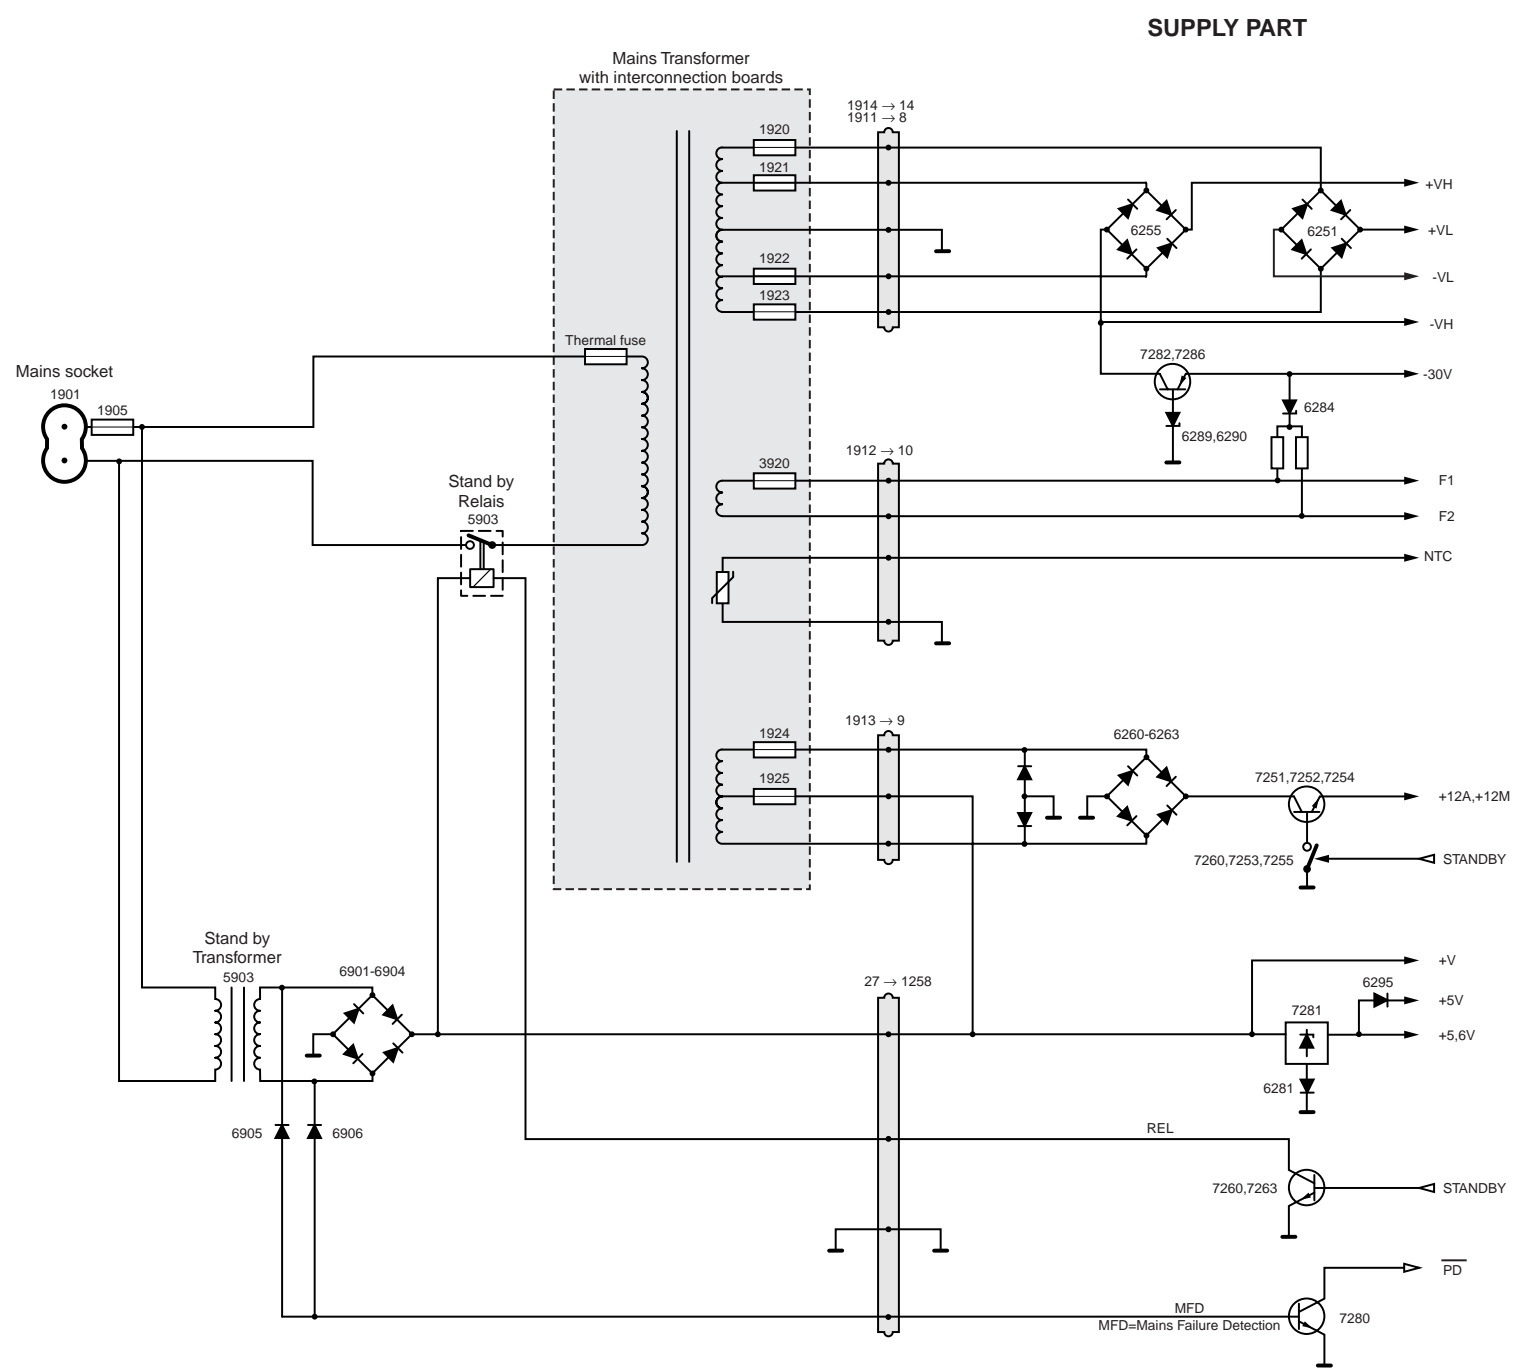 SUPPLY PART
Mains Transformer
with interconnection boards
1914 → 14
1911 → 8
1920
1921
1922
1923
6255
6251
+VH
+VL
-VL
-VH
Thermal fuse
7282,7286
-30V
6284
6289,6290
Mains socket
1901
1905
1912 → 10
3920
F1
F2
NTC
Stand by
Relais
5903
1913 → 9
1924
1925
6260-6263
7251,7252,7254
+12A,+12M
7260,7253,7255
STANDBY
Stand by
Transformer
5903
6901-6904
27 → 1258
+V
6295
+5V
7281
+5,6V
6281
6905
6906
REL
7260,7263
STANDBY
PD
MFD
MFD=Mains Failure Detection
7280